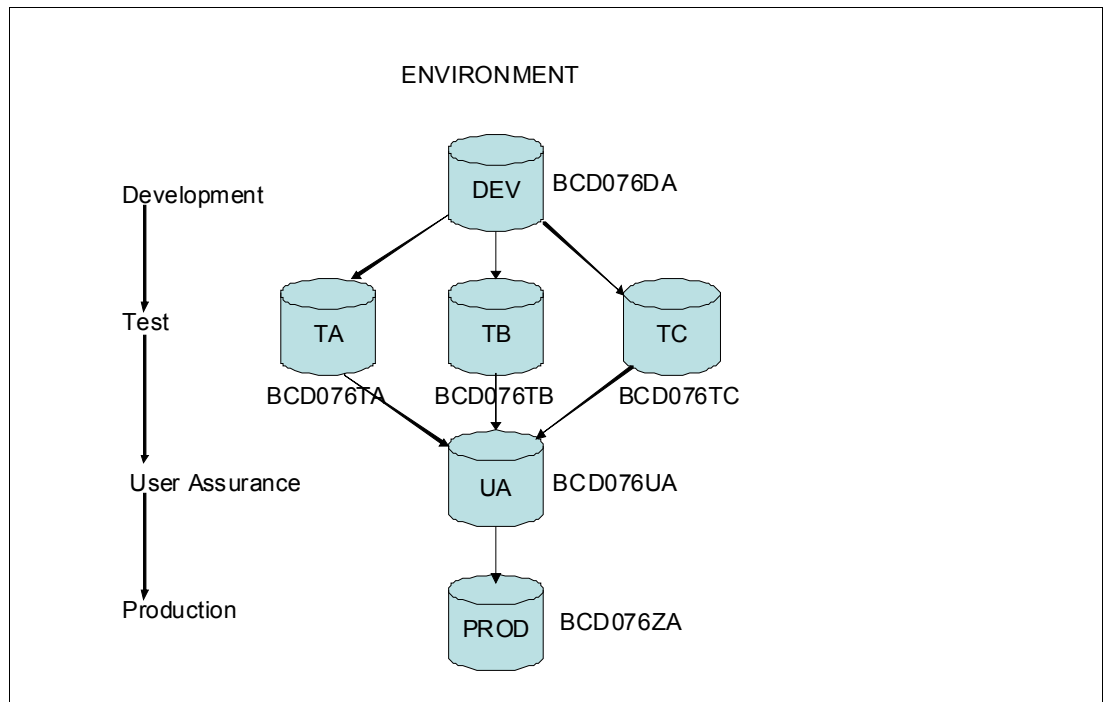 ENVIRONMENT
Development
DEV
BCD076DA
Test
TA
TB
TC
BCD076TA
BCD076TB
BCD076TC
User Assurance
UA
BCD076UA
Production
PROD
BCD076ZA